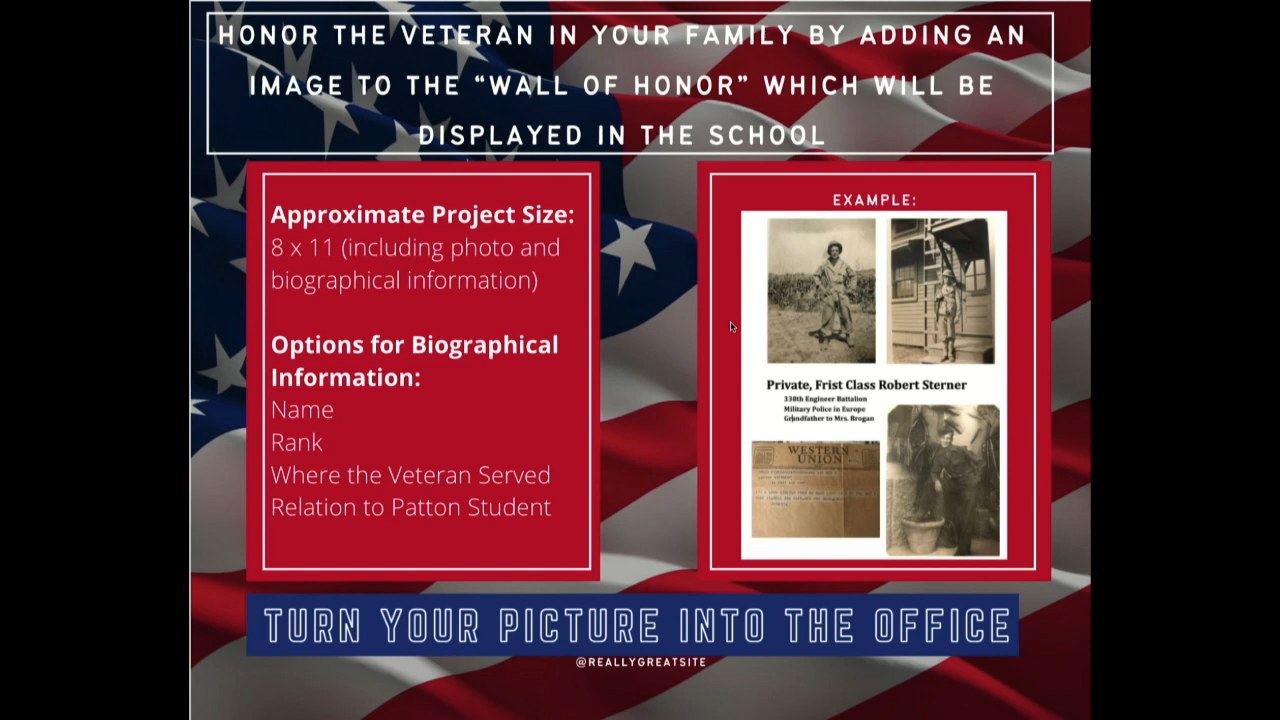 HONOR THE VETERAN IN YOUR FAMILY BY ADDING AN
IMAGE TO THE “WALL OF HONOR” WHICH WILL BE
DISPLAYED IN THE SCHOOL
Approximate Project Size:
8 x 11 (including photo and
biographical information)
Options for Biographical
Information:
Name
Rank
Where the Veteran Served
Relation to Patton Student
EXAMPLE:
Private, Frist Class Robert Sterner
338th Engineer Battalion
Military Police in Europe
Grandfather to Mrs. Brogan
WESTERN
UNION
TURN YOUR PICTURE INTO THE OFFICE
@REALLYGREATSITE